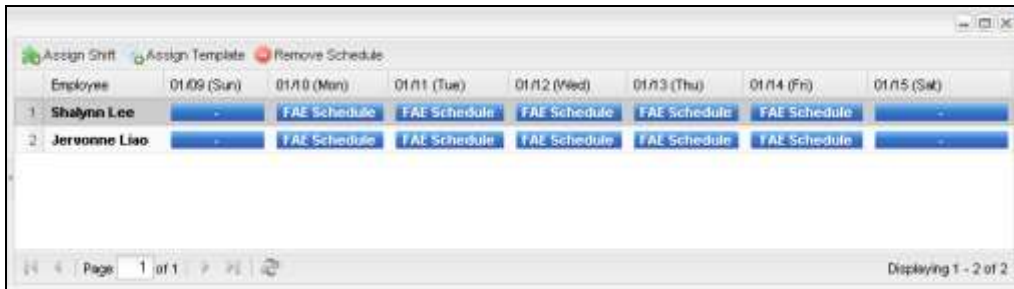 Assign Shift Assign Template Remove Schedule
Employee 01/09 (Sun) 01/10 (Mon) 01/11 (Tue) 01/12 (Wed) 01/13 (Thu) 01/14 (Fri) 01/15 (Sat)
1 Shalynn Lee - FAE Schedule FAE Schedule FAE Schedule FAE Schedule FAE Schedule -
2 Jervonne Liao - FAE Schedule FAE Schedule FAE Schedule FAE Schedule FAE Schedule -
Page 1 of 1 Displaying 1 - 2 of 2